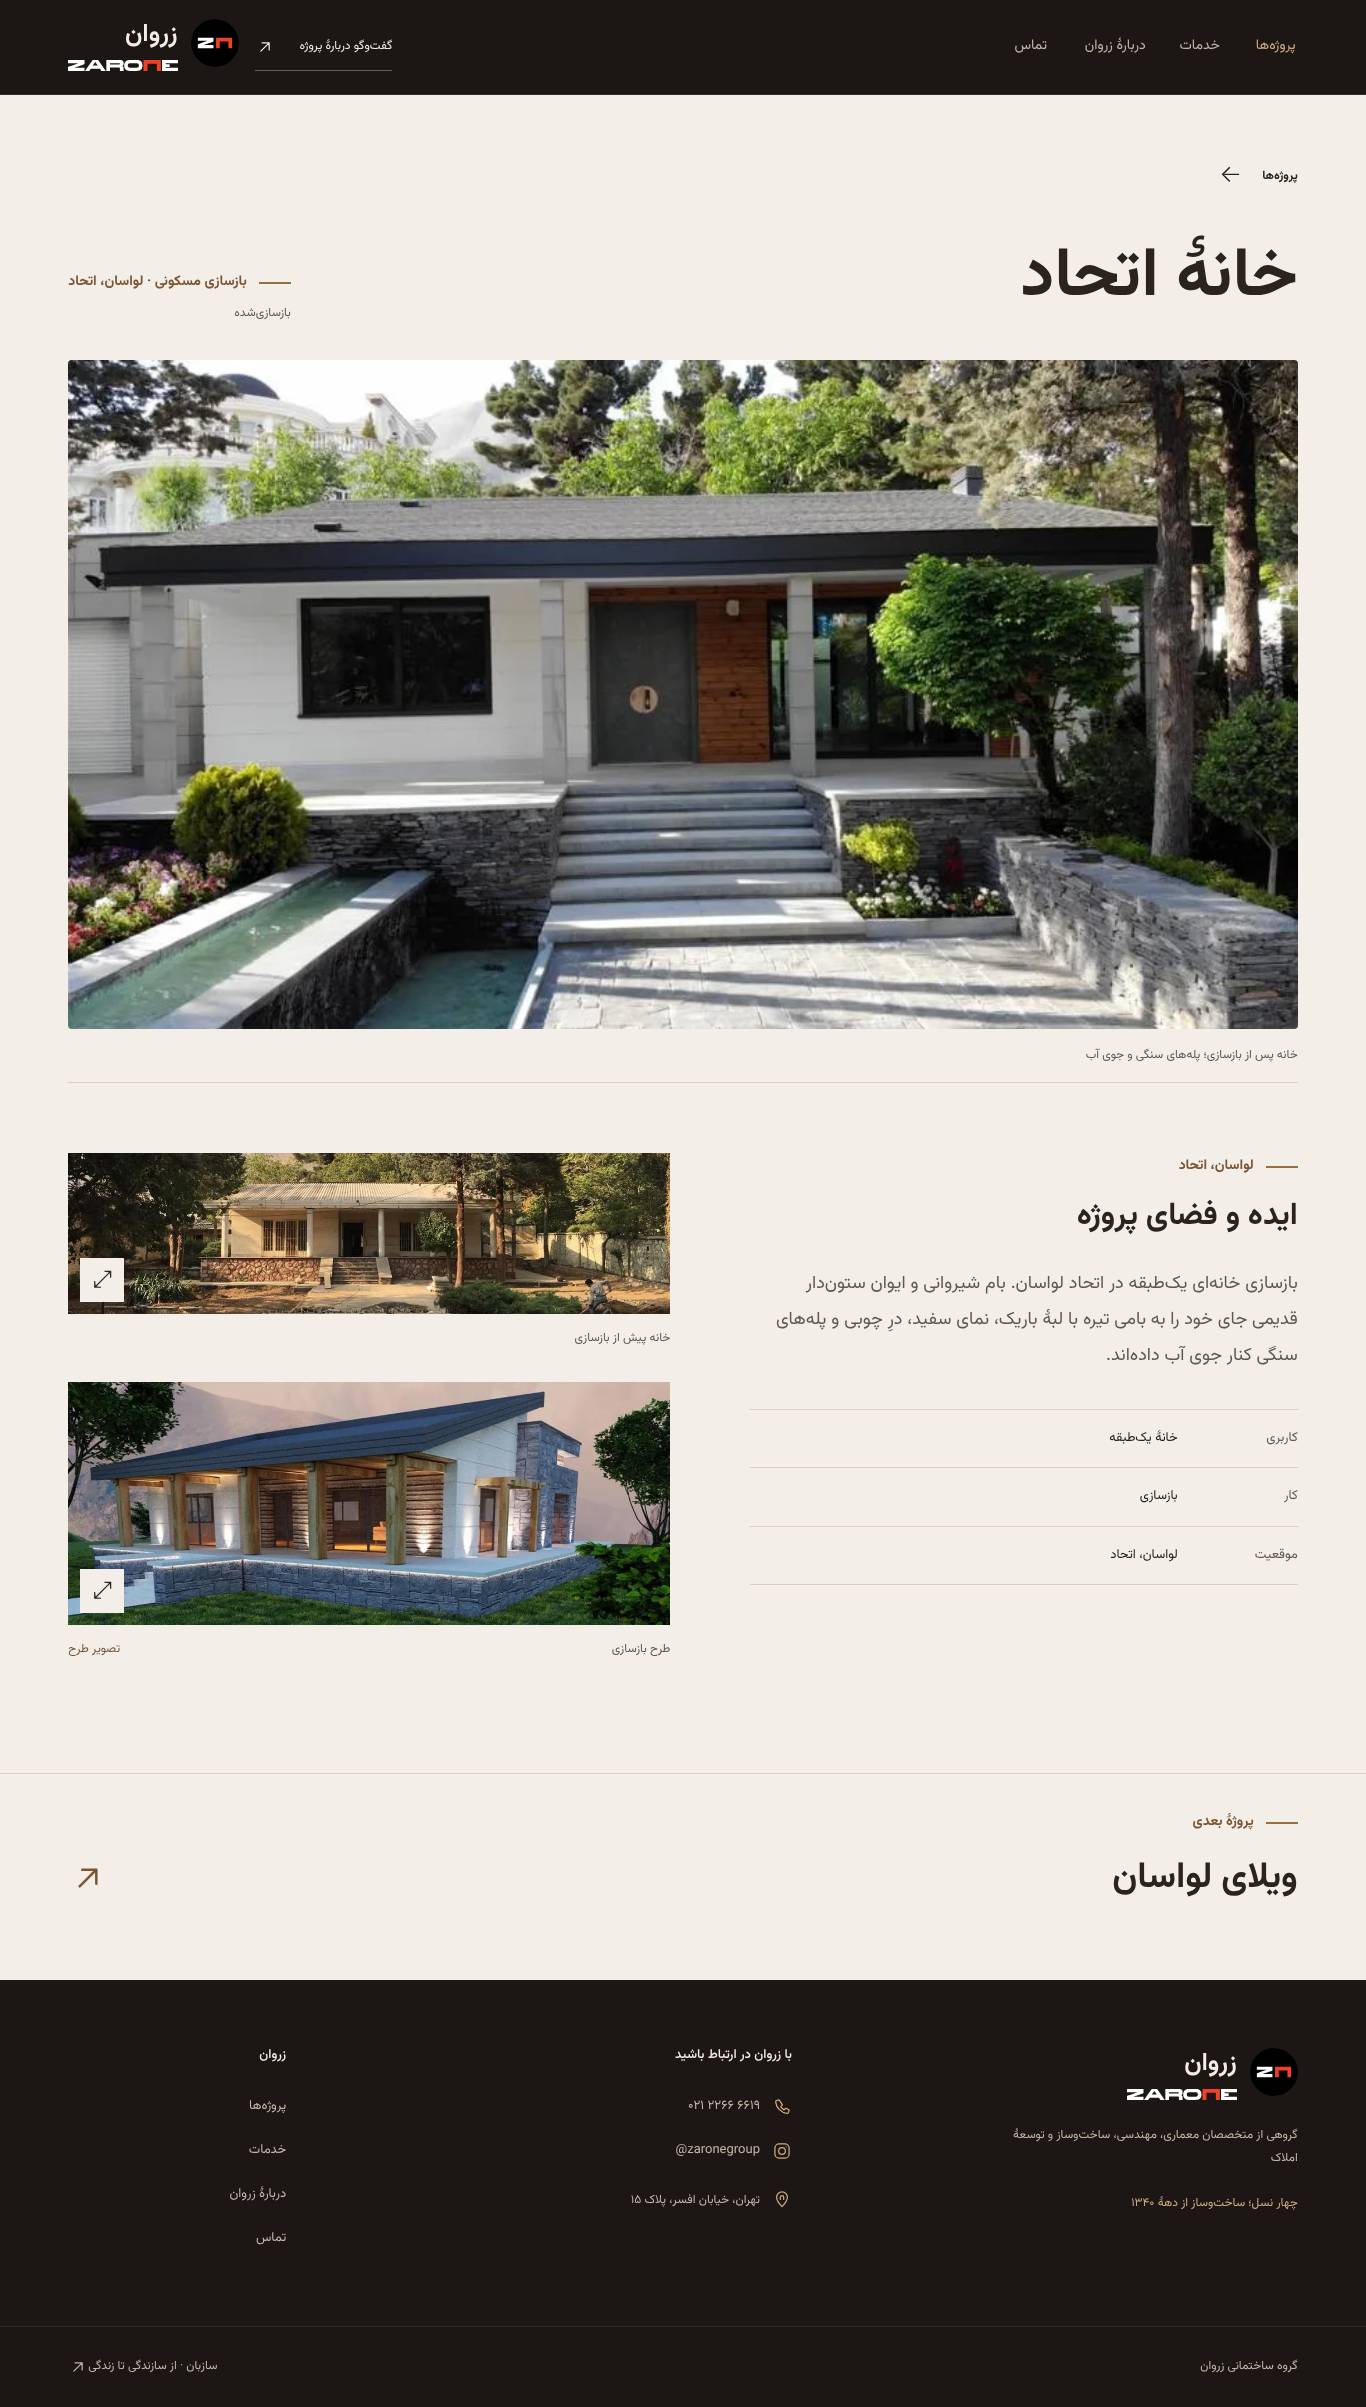 پروژه‌ها
خدمات
دربارهٔ زروان
تماس
گفت‌وگو دربارهٔ پروژه
زروان
ZARONE
پروژه‌ها
خانهٔ اتحاد
بازسازی مسکونی · لواسان، اتحاد
بازسازی‌شده
خانه پس از بازسازی؛ پله‌های سنگی و جوی آب
لواسان، اتحاد
ایده و فضای پروژه
بازسازی خانه‌ای یک‌طبقه در اتحاد لواسان. بام شیروانی و ایوان ستون‌دار
قدیمی جای خود را به بامی تیره با لبهٔ باریک، نمای سفید، درِ چوبی و پله‌های
سنگی کنار جوی آب داده‌اند.
کاربری
خانهٔ یک‌طبقه
کار
بازسازی
موقعیت
لواسان، اتحاد
خانه پیش از بازسازی
طرح بازسازی
تصویر طرح
پروژهٔ بعدی
ویلای لواسان
زروان
ZARONE
گروهی از متخصصان معماری، مهندسی، ساخت‌وساز و توسعهٔ
املاک
چهار نسل؛ ساخت‌وساز از دههٔ ۱۳۴۰
با زروان در ارتباط باشید
۰۲۱ ۲۲۶۶ ۶۶۱۹
@zaronegroup
تهران، خیابان افسر، پلاک ۱۵
زروان
پروژه‌ها
خدمات
دربارهٔ زروان
تماس
گروه ساختمانی زروان
سازبان · از سازندگی تا زندگی